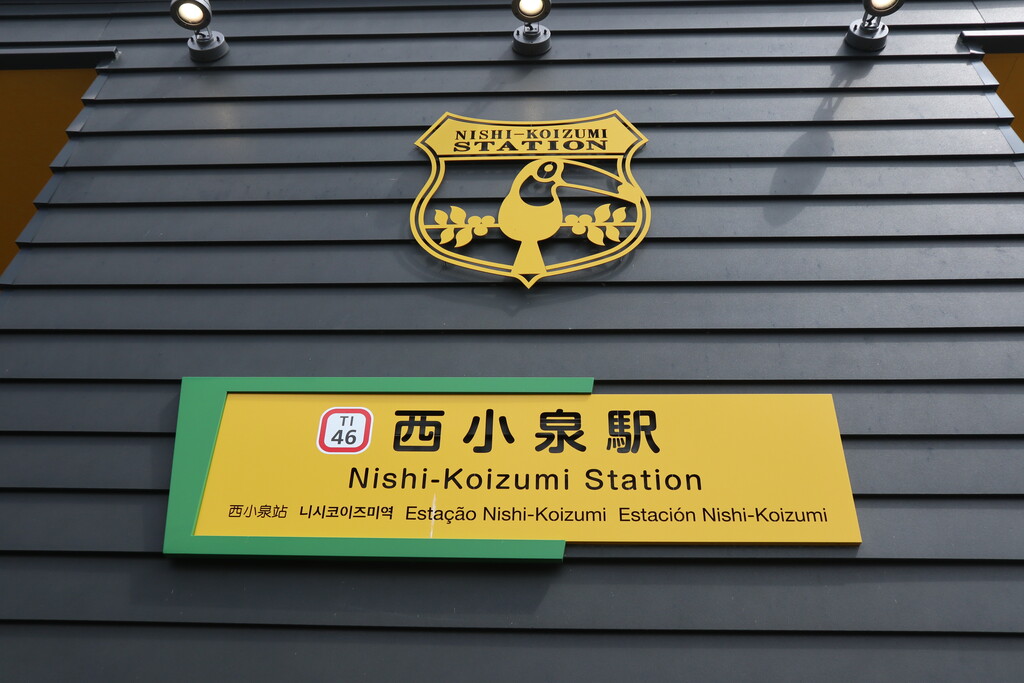 NISHI-KOIZUMI
STATION
TI
46
西小泉駅
Nishi-Koizumi Station
西小泉站 니시코이즈미역 Estação Nishi-Koizumi Estación Nishi-Koizumi